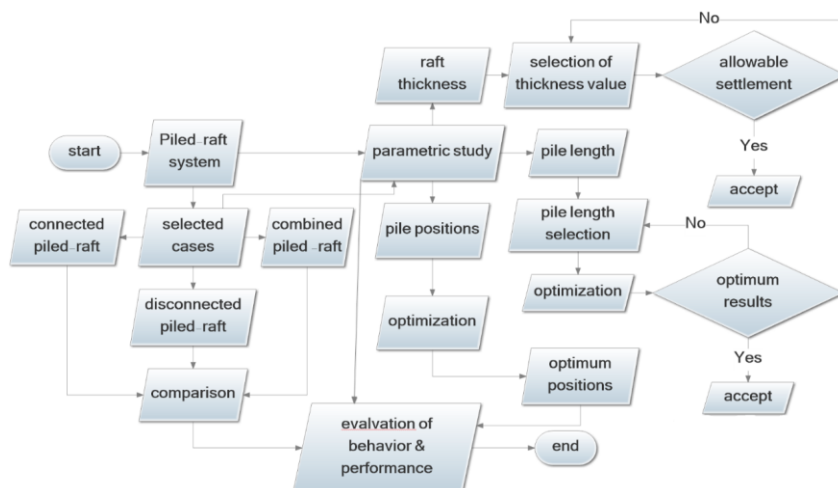 No
raft
thickness
selection of
thickness value
allowable
settlement
start
Piled-raft
system
parametric study
pile length
Yes
accept
connected
piled-raft
selected
cases
combined
piled-raft
pile positions
pile length
selection
No
disconnected
piled-raft
optimization
optimization
optimum
results
Yes
comparison
optimum
positions
accept
evalvation of
behavior &
performance
end